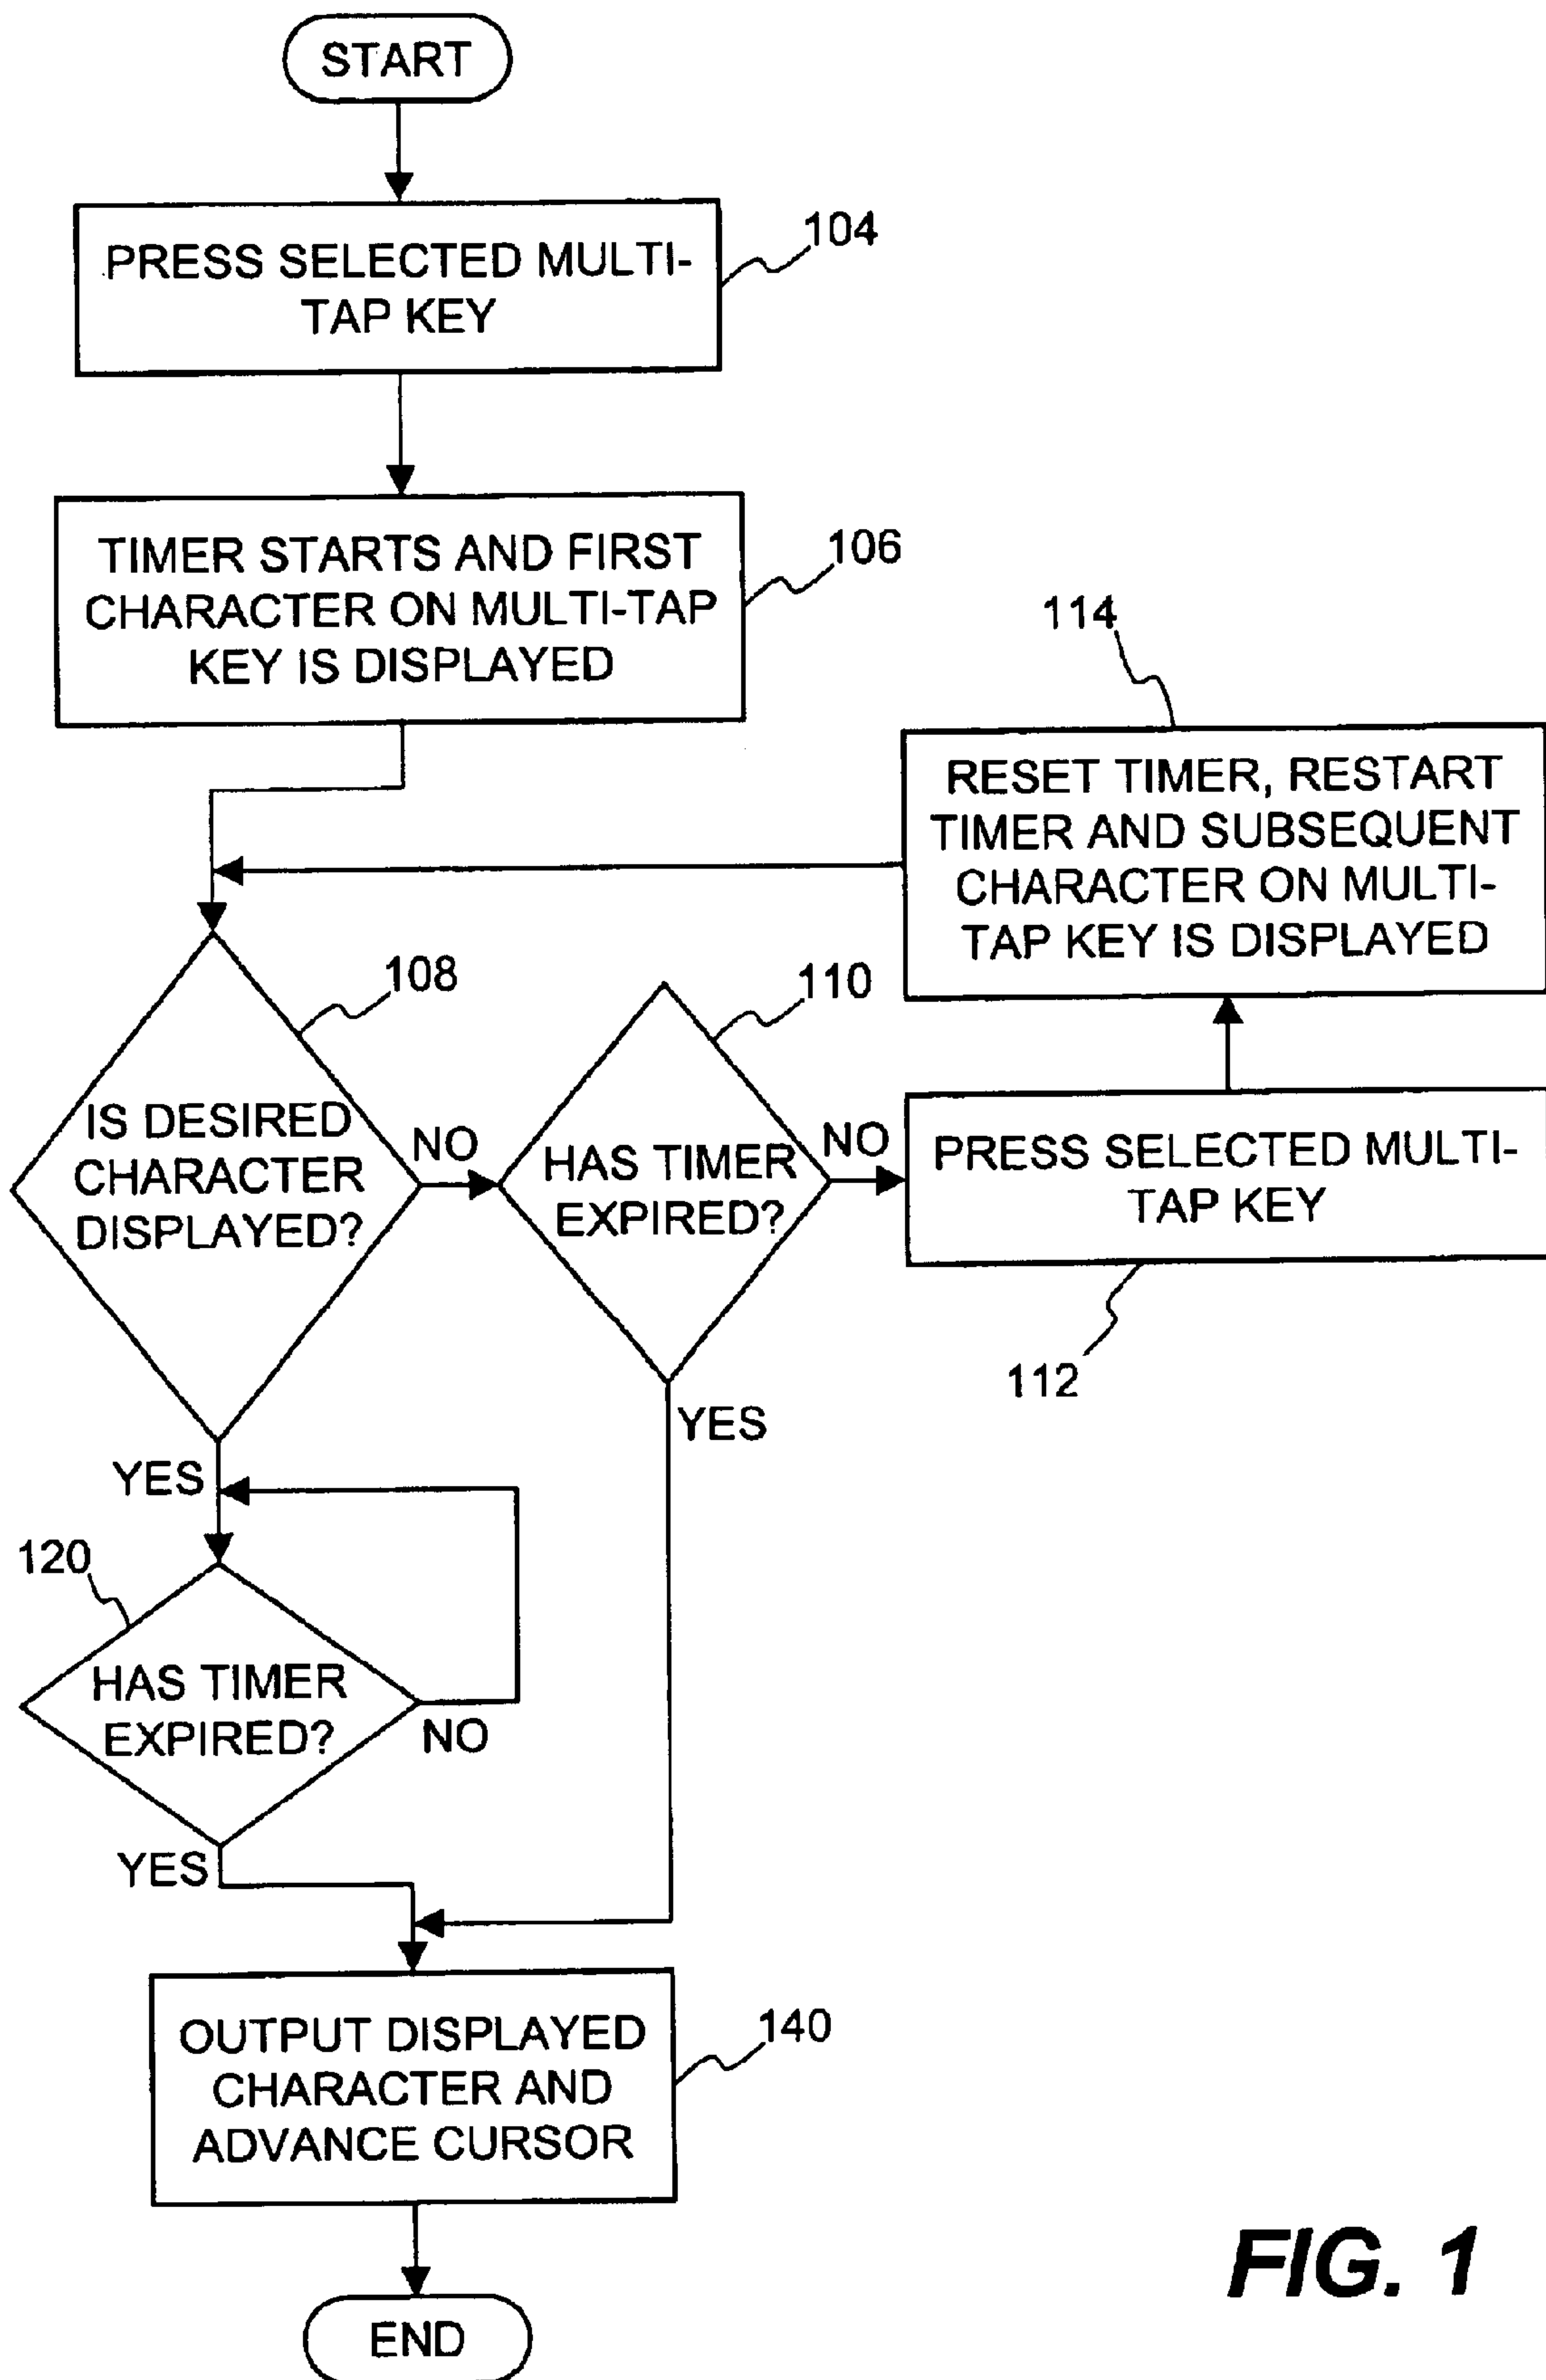 START
PRESS SELECTED MULTI-
TAP KEY
104
TIMER STARTS AND FIRST
CHARACTER ON MULTI-TAP
KEY IS DISPLAYED
106
114
RESET TIMER, RESTART
TIMER AND SUBSEQUENT
CHARACTER ON MULTI-
TAP KEY IS DISPLAYED
108
IS DESIRED
CHARACTER
DISPLAYED?
NO
110
HAS TIMER
EXPIRED?
NO
PRESS SELECTED MULTI-
TAP KEY
112
YES
YES
120
HAS TIMER
EXPIRED?
NO
YES
OUTPUT DISPLAYED
CHARACTER AND
ADVANCE CURSOR
140
END
FIG. 1